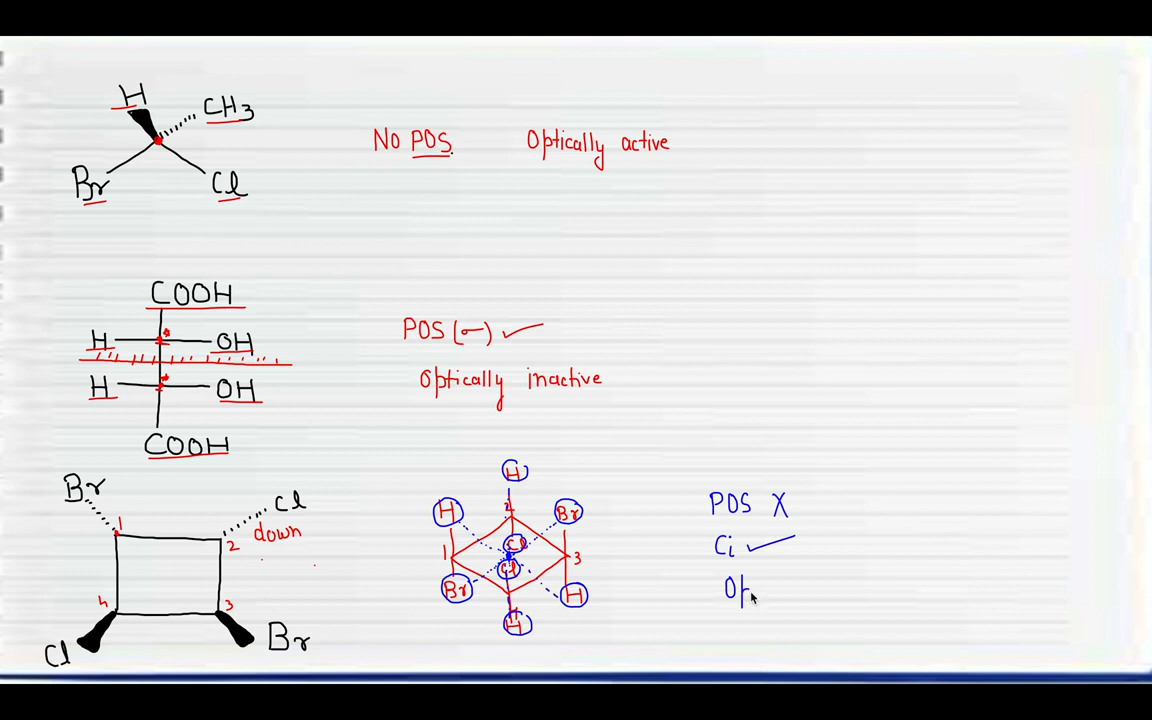 H
CH3
Br
Cl
No POS. Optically active
COOH
H OH
H OH
COOH
POS (σ) ✓
Optically inactive
Br
Cl
1
2
down
4
3
Cl
Br
H
H
2
Br
1
Cl
3
Cl
Br
H
H
POS X
Ci ✓
Op